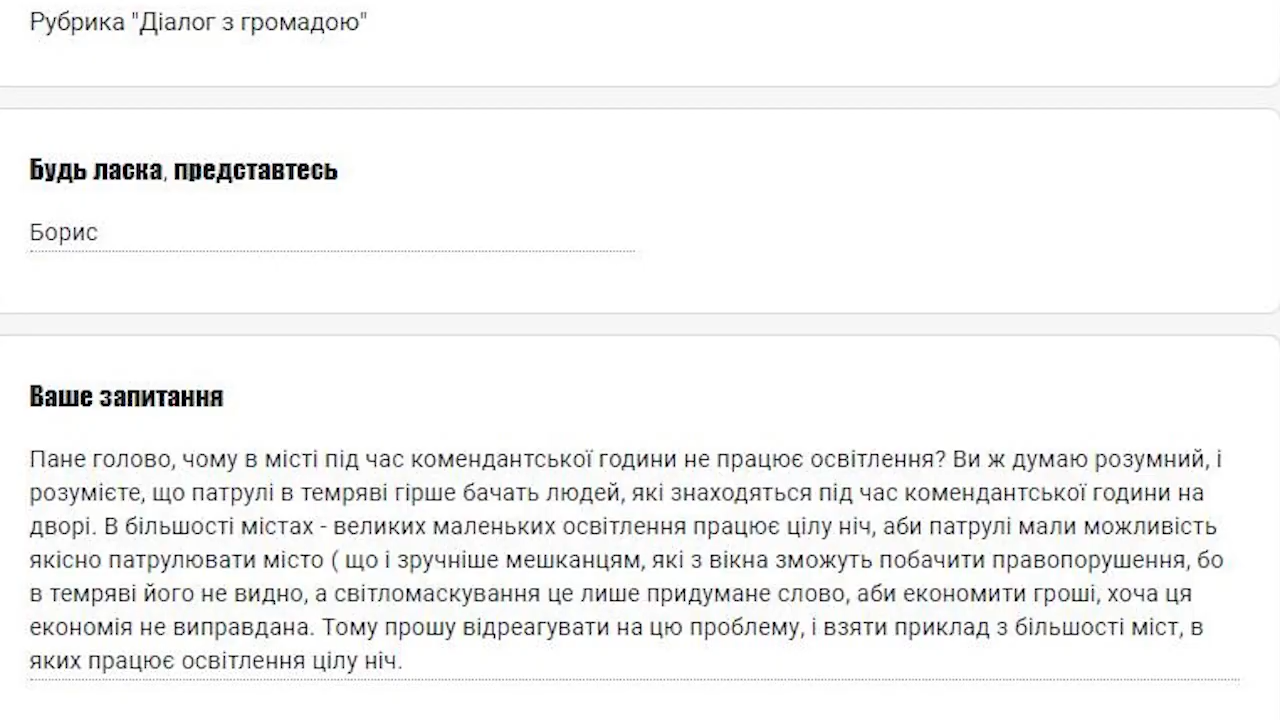 Рубрика "Діалог з громадою"
Будь ласка, представтесь
Борис
Ваше запитання
Пане голово, чому в місті під час комендантської години не працює освітлення? Ви ж думаю розумний, і
розумієте, що патрулі в темряві гірше бачать людей, які знаходяться під час комендантської години на
дворі. В більшості містах - великих маленьких освітлення працює цілу ніч, аби патрулі мали можливість
якісно патрулювати місто ( що і зручніше мешканцям, які з вікна зможуть побачити правопорушення, бо
в темряві його не видно, а світломаскування це лише придумане слово, аби економити гроші, хоча ця
економія не виправдана. Тому прошу відреагувати на цю проблему, і взяти приклад з більшості міст, в
яких працює освітлення цілу ніч.